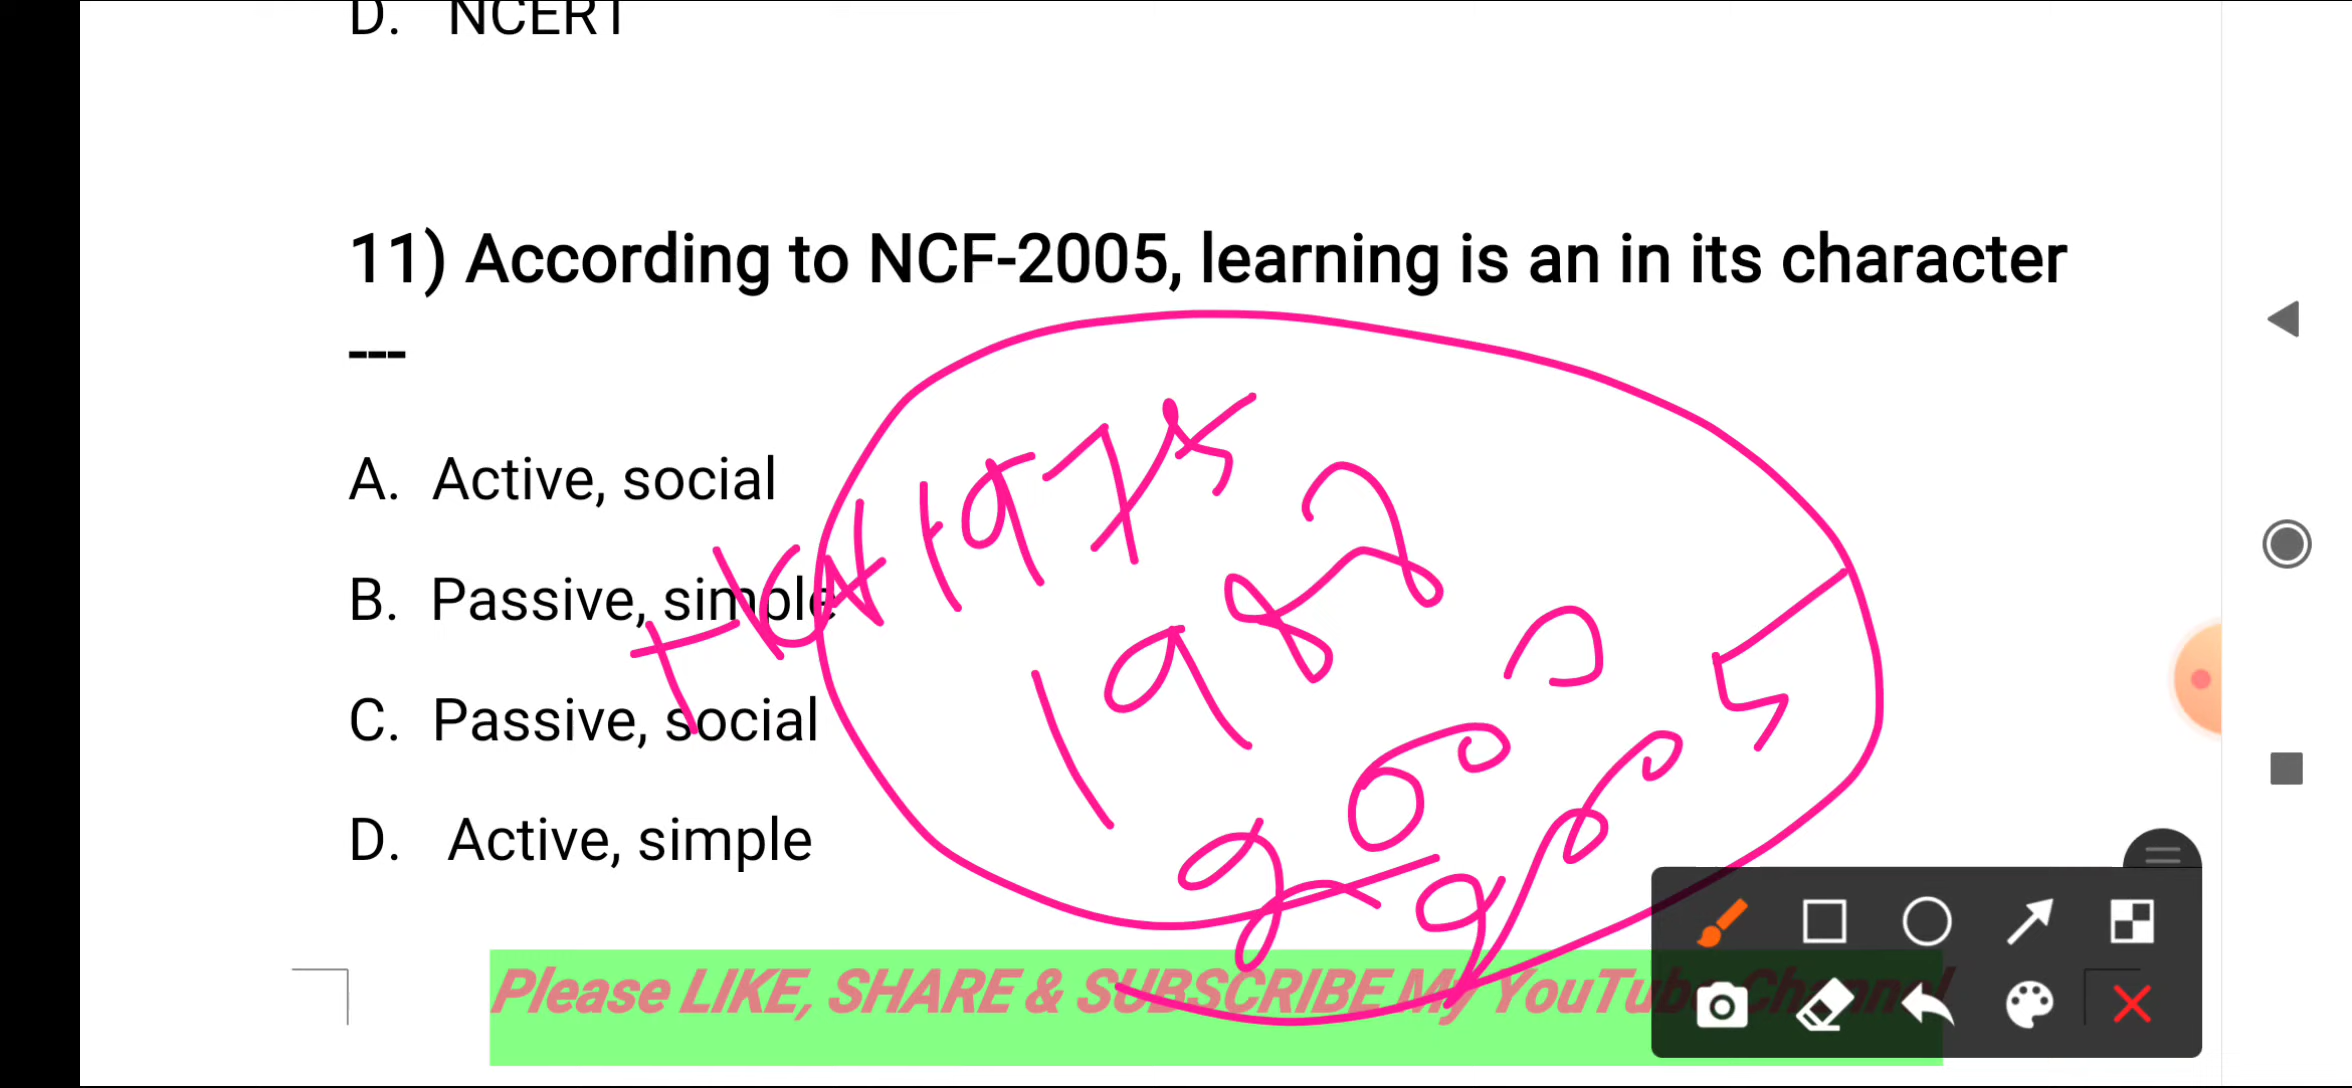 D. NCERT
11) According to NCF-2005, learning is an in its character
---
A. Active, social
B. Passive, simple
C. Passive, social
D. Active, simple
1975
1988
2000
2005
Please LIKE, SHARE & SUBSCRIBE My YouTube Channel